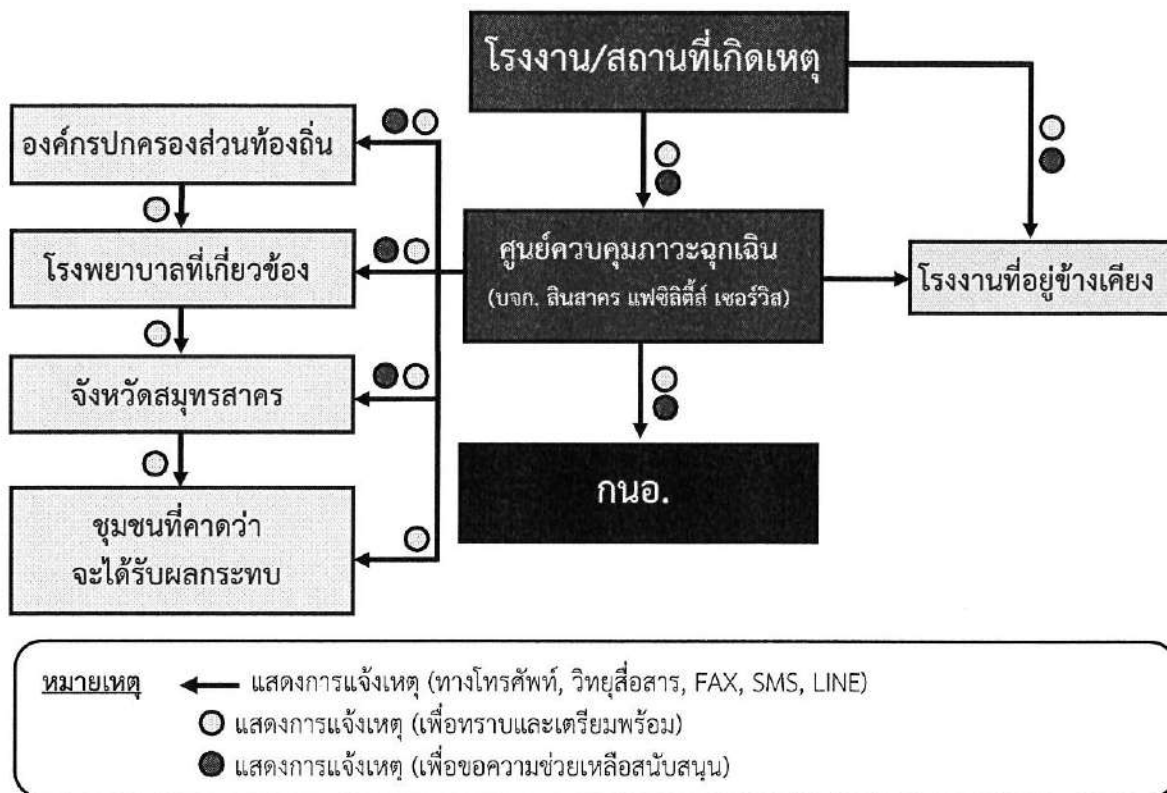 โรงงาน/สถานที่เกิดเหตุ
องค์กรปกครองส่วนท้องถิ่น
โรงพยาบาลที่เกี่ยวข้อง
จังหวัดสมุทรสาคร
ชุมชนที่คาดว่า
จะได้รับผลกระทบ
ศูนย์ควบคุมภาวะฉุกเฉิน
(บจก. สินสาคร แฟซิลิตี้ส์ เซอร์วิส)
โรงงานที่อยู่ข้างเคียง
กนอ.
หมายเหตุ แสดงการแจ้งเหตุ (ทางโทรศัพท์, วิทยุสื่อสาร, FAX, SMS, LINE)
แสดงการแจ้งเหตุ (เพื่อทราบและเตรียมพร้อม)
แสดงการแจ้งเหตุ (เพื่อขอความช่วยเหลือสนับสนุน)